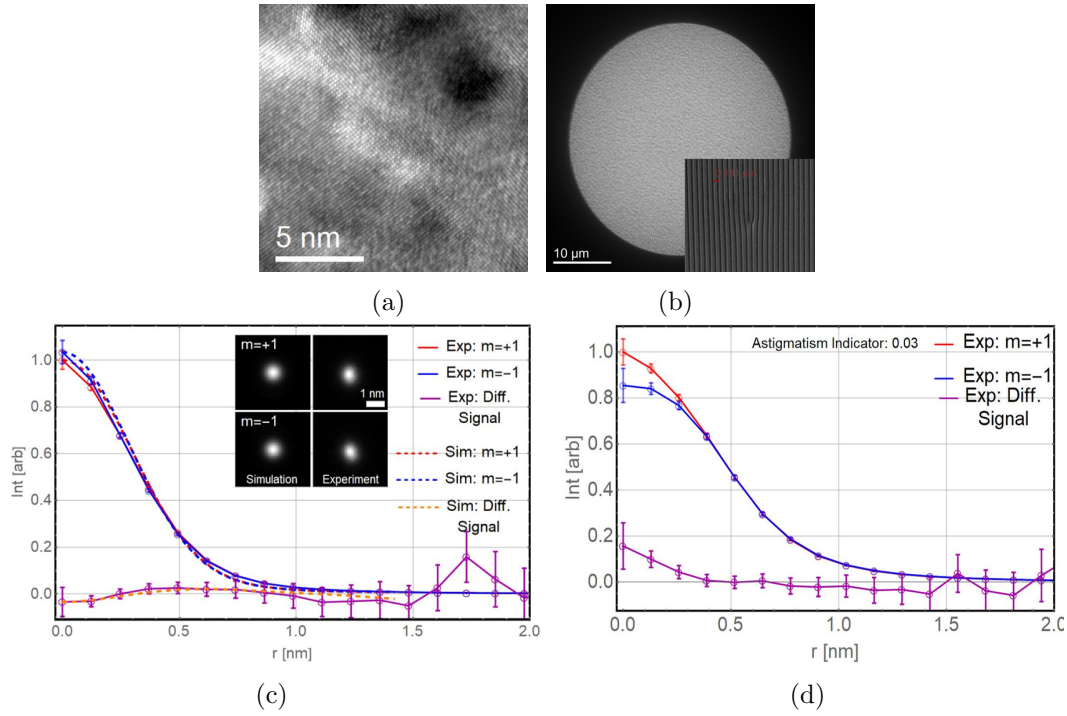 5 nm
10 µm
(a)
(b)
Int [arb]
1.0
0.8
0.6
0.4
0.2
0.0
0.0
0.5
1.0
1.5
2.0
r [nm]
m=+1
m=−1
1 nm
Simulation
Experiment
Exp: m=+1
Exp: m=−1
Exp: Diff.
Signal
Sim: m=+1
Sim: m=−1
Sim: Diff.
Signal
(c)
Int [arb]
1.0
0.8
0.6
0.4
0.2
0.0
0.0
0.5
1.0
1.5
2.0
r [nm]
Astigmatism Indicator: 0.03
Exp: m=+1
Exp: m=−1
Exp: Diff.
Signal
(d)